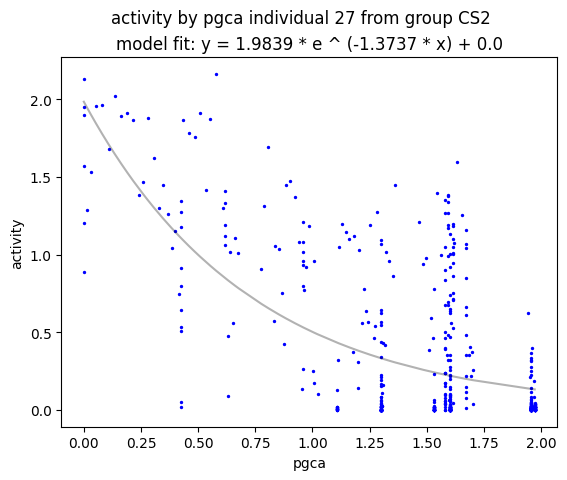 activity by pgca individual 27 from group CS2
model fit: y = 1.9839 * e ^ (-1.3737 * x) + 0.0
activity
2.0
1.5
1.0
0.5
0.0
0.00 0.25 0.50 0.75 1.00 1.25 1.50 1.75 2.00
pgca